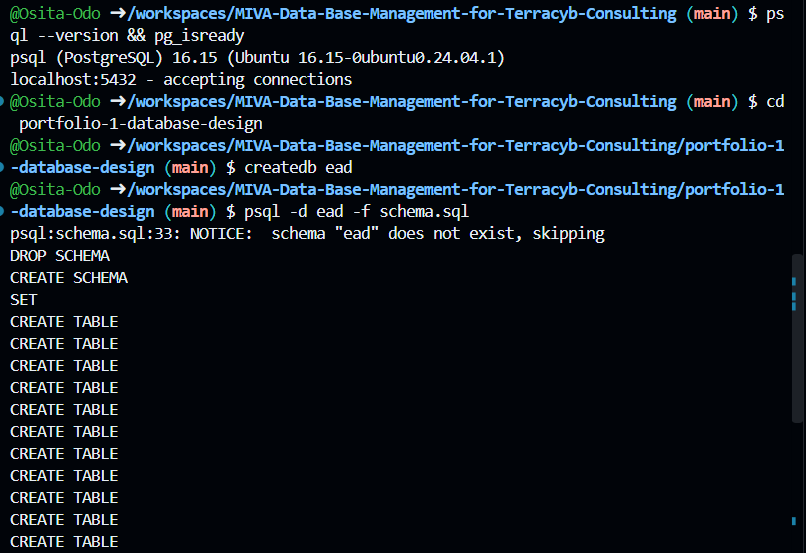 @Osita-Odo ➜/workspaces/MIVA-Data-Base-Management-for-Terracyb-Consulting (main) $ ps
ql --version && pg_isready
psql (PostgreSQL) 16.15 (Ubuntu 16.15-0ubuntu0.24.04.1)
localhost:5432 - accepting connections
@Osita-Odo ➜/workspaces/MIVA-Data-Base-Management-for-Terracyb-Consulting (main) $ cd
portfolio-1-database-design
@Osita-Odo ➜/workspaces/MIVA-Data-Base-Management-for-Terracyb-Consulting/portfolio-1
-database-design (main) $ createdb ead
@Osita-Odo ➜/workspaces/MIVA-Data-Base-Management-for-Terracyb-Consulting/portfolio-1
-database-design (main) $ psql -d ead -f schema.sql
psql:schema.sql:33: NOTICE:  schema "ead" does not exist, skipping
DROP SCHEMA
CREATE SCHEMA
SET
CREATE TABLE
CREATE TABLE
CREATE TABLE
CREATE TABLE
CREATE TABLE
CREATE TABLE
CREATE TABLE
CREATE TABLE
CREATE TABLE
CREATE TABLE
CREATE TABLE